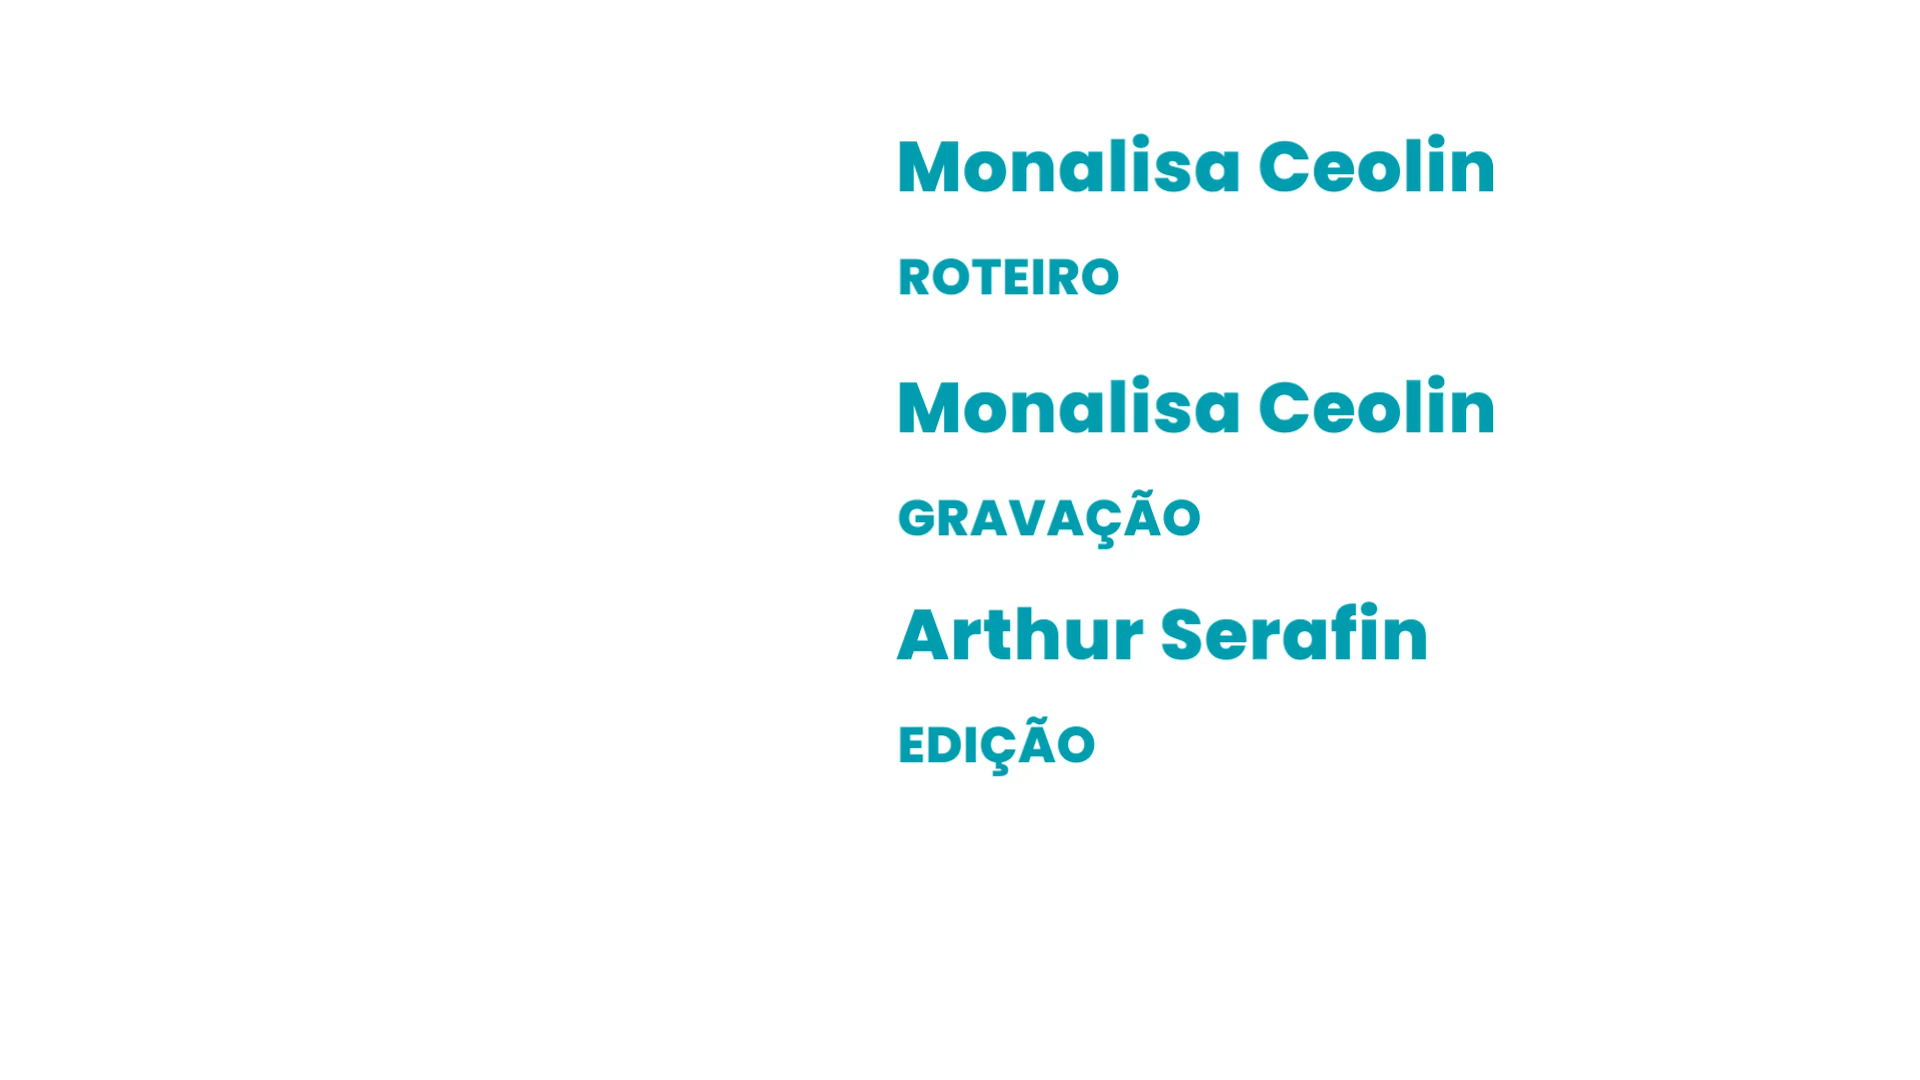 Monalisa Ceolin
ROTEIRO
Monalisa Ceolin
GRAVAÇÃO
Arthur Serafin
EDIÇÃO